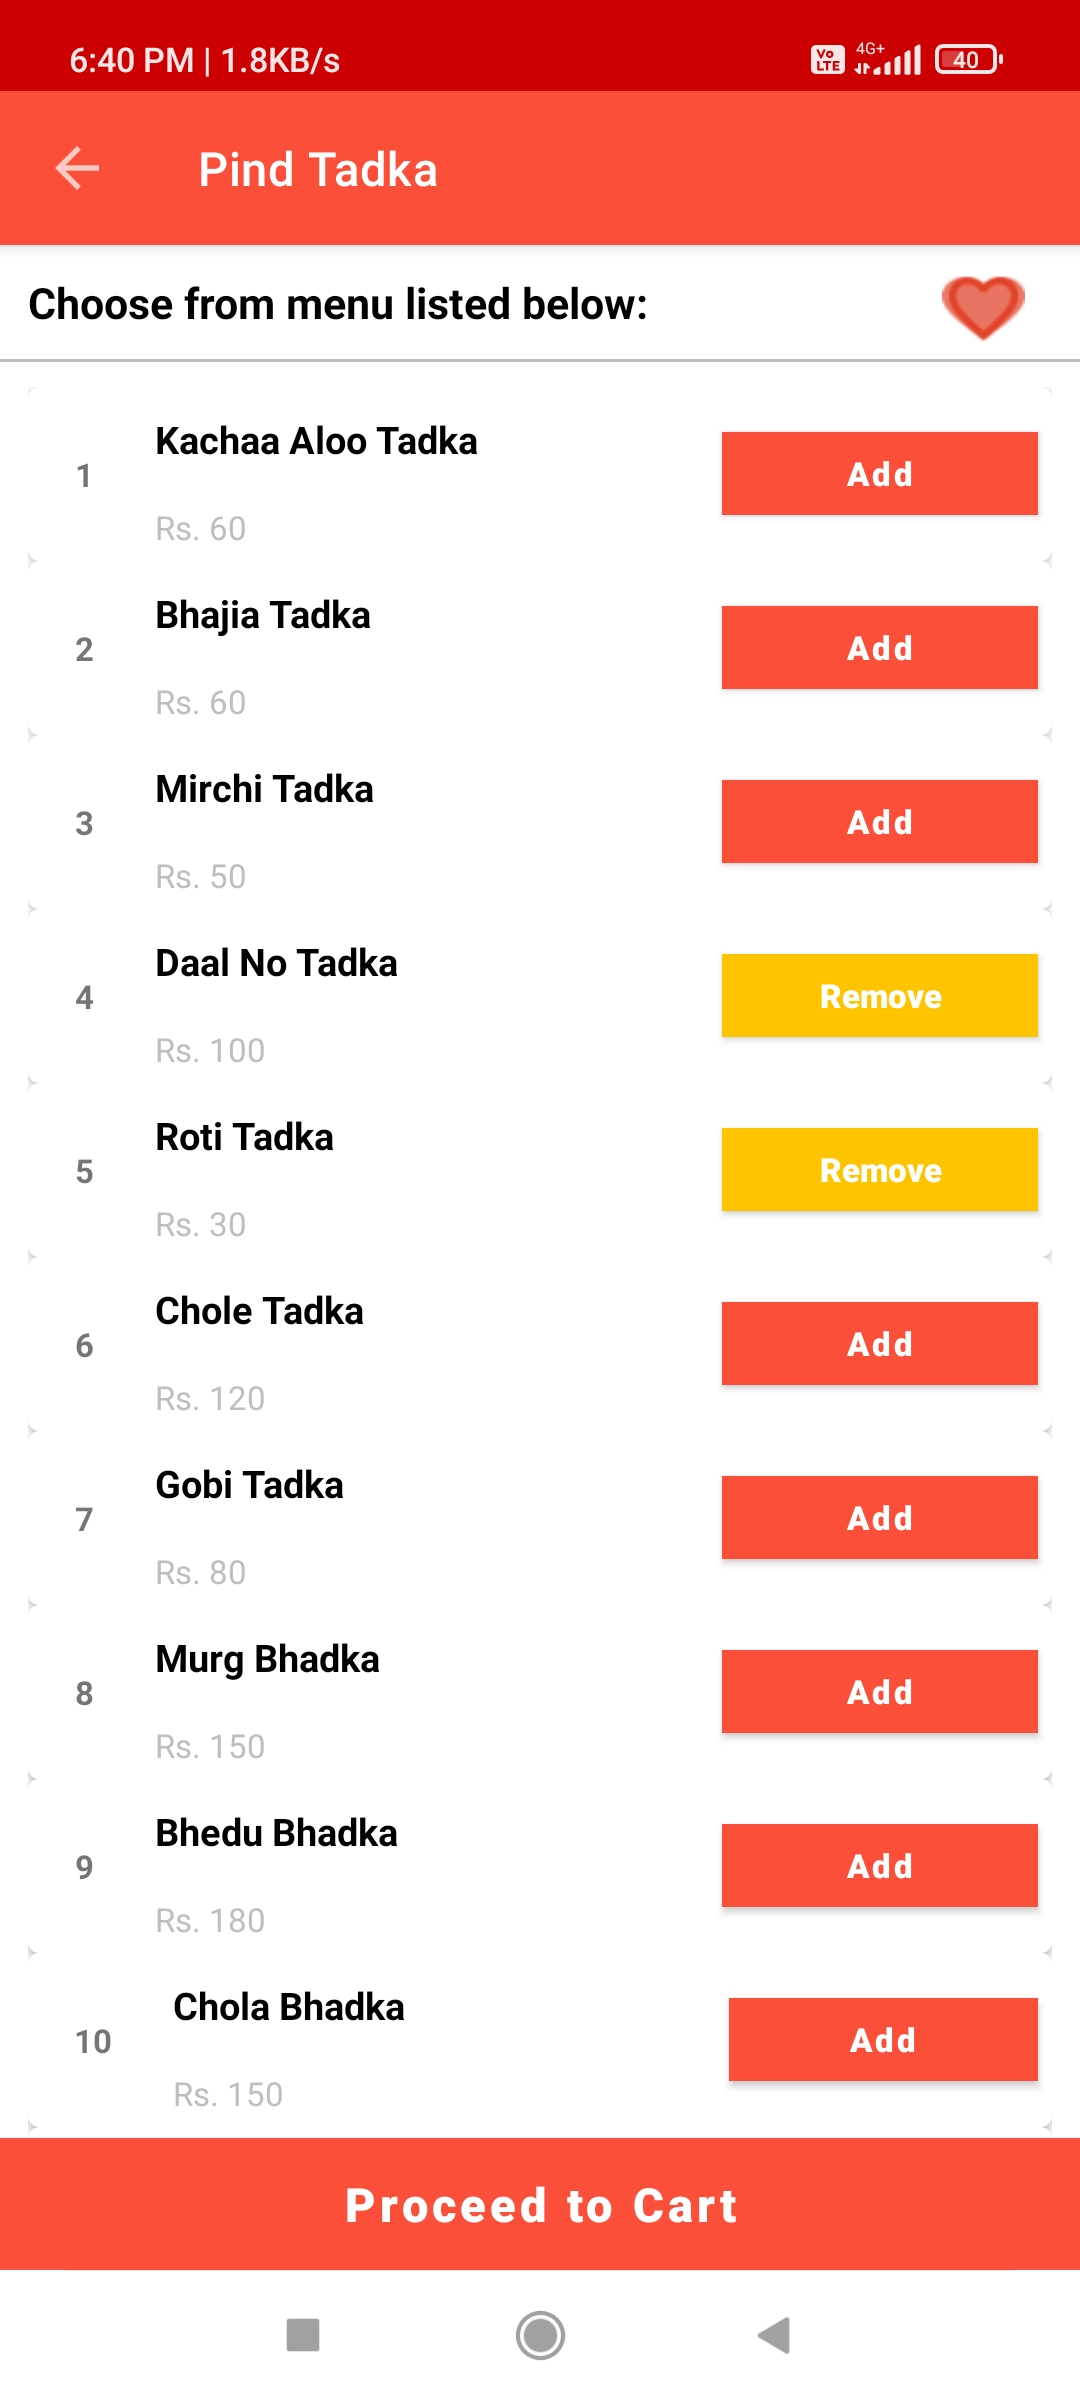 6:40 PM | 1.8KB/s Vo LTE 4G+ 40
Pind Tadka
Choose from menu listed below:
1 Kachaa Aloo Tadka Add
Rs. 60
2 Bhajia Tadka Add
Rs. 60
3 Mirchi Tadka Add
Rs. 50
4 Daal No Tadka Remove
Rs. 100
5 Roti Tadka Remove
Rs. 30
6 Chole Tadka Add
Rs. 120
7 Gobi Tadka Add
Rs. 80
8 Murg Bhadka Add
Rs. 150
9 Bhedu Bhadka Add
Rs. 180
10 Chola Bhadka Add
Rs. 150
Proceed to Cart